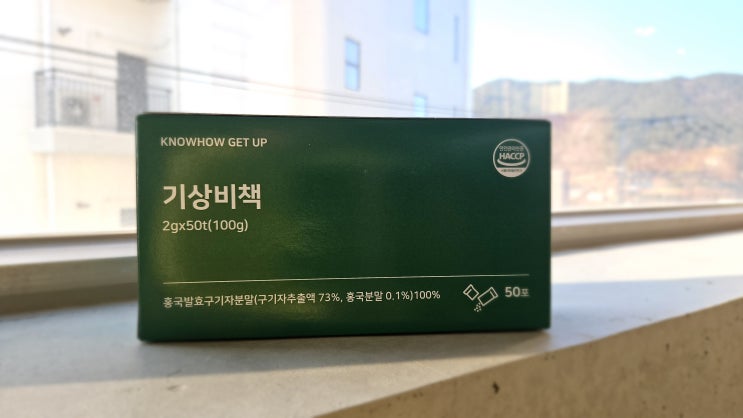 KNOWHOW GET UP
HACCP
기상비책
2gx50t(100g)
홍국발효구기자분말(구기자추출액 73%, 홍국분말 0.1%)100%
50포